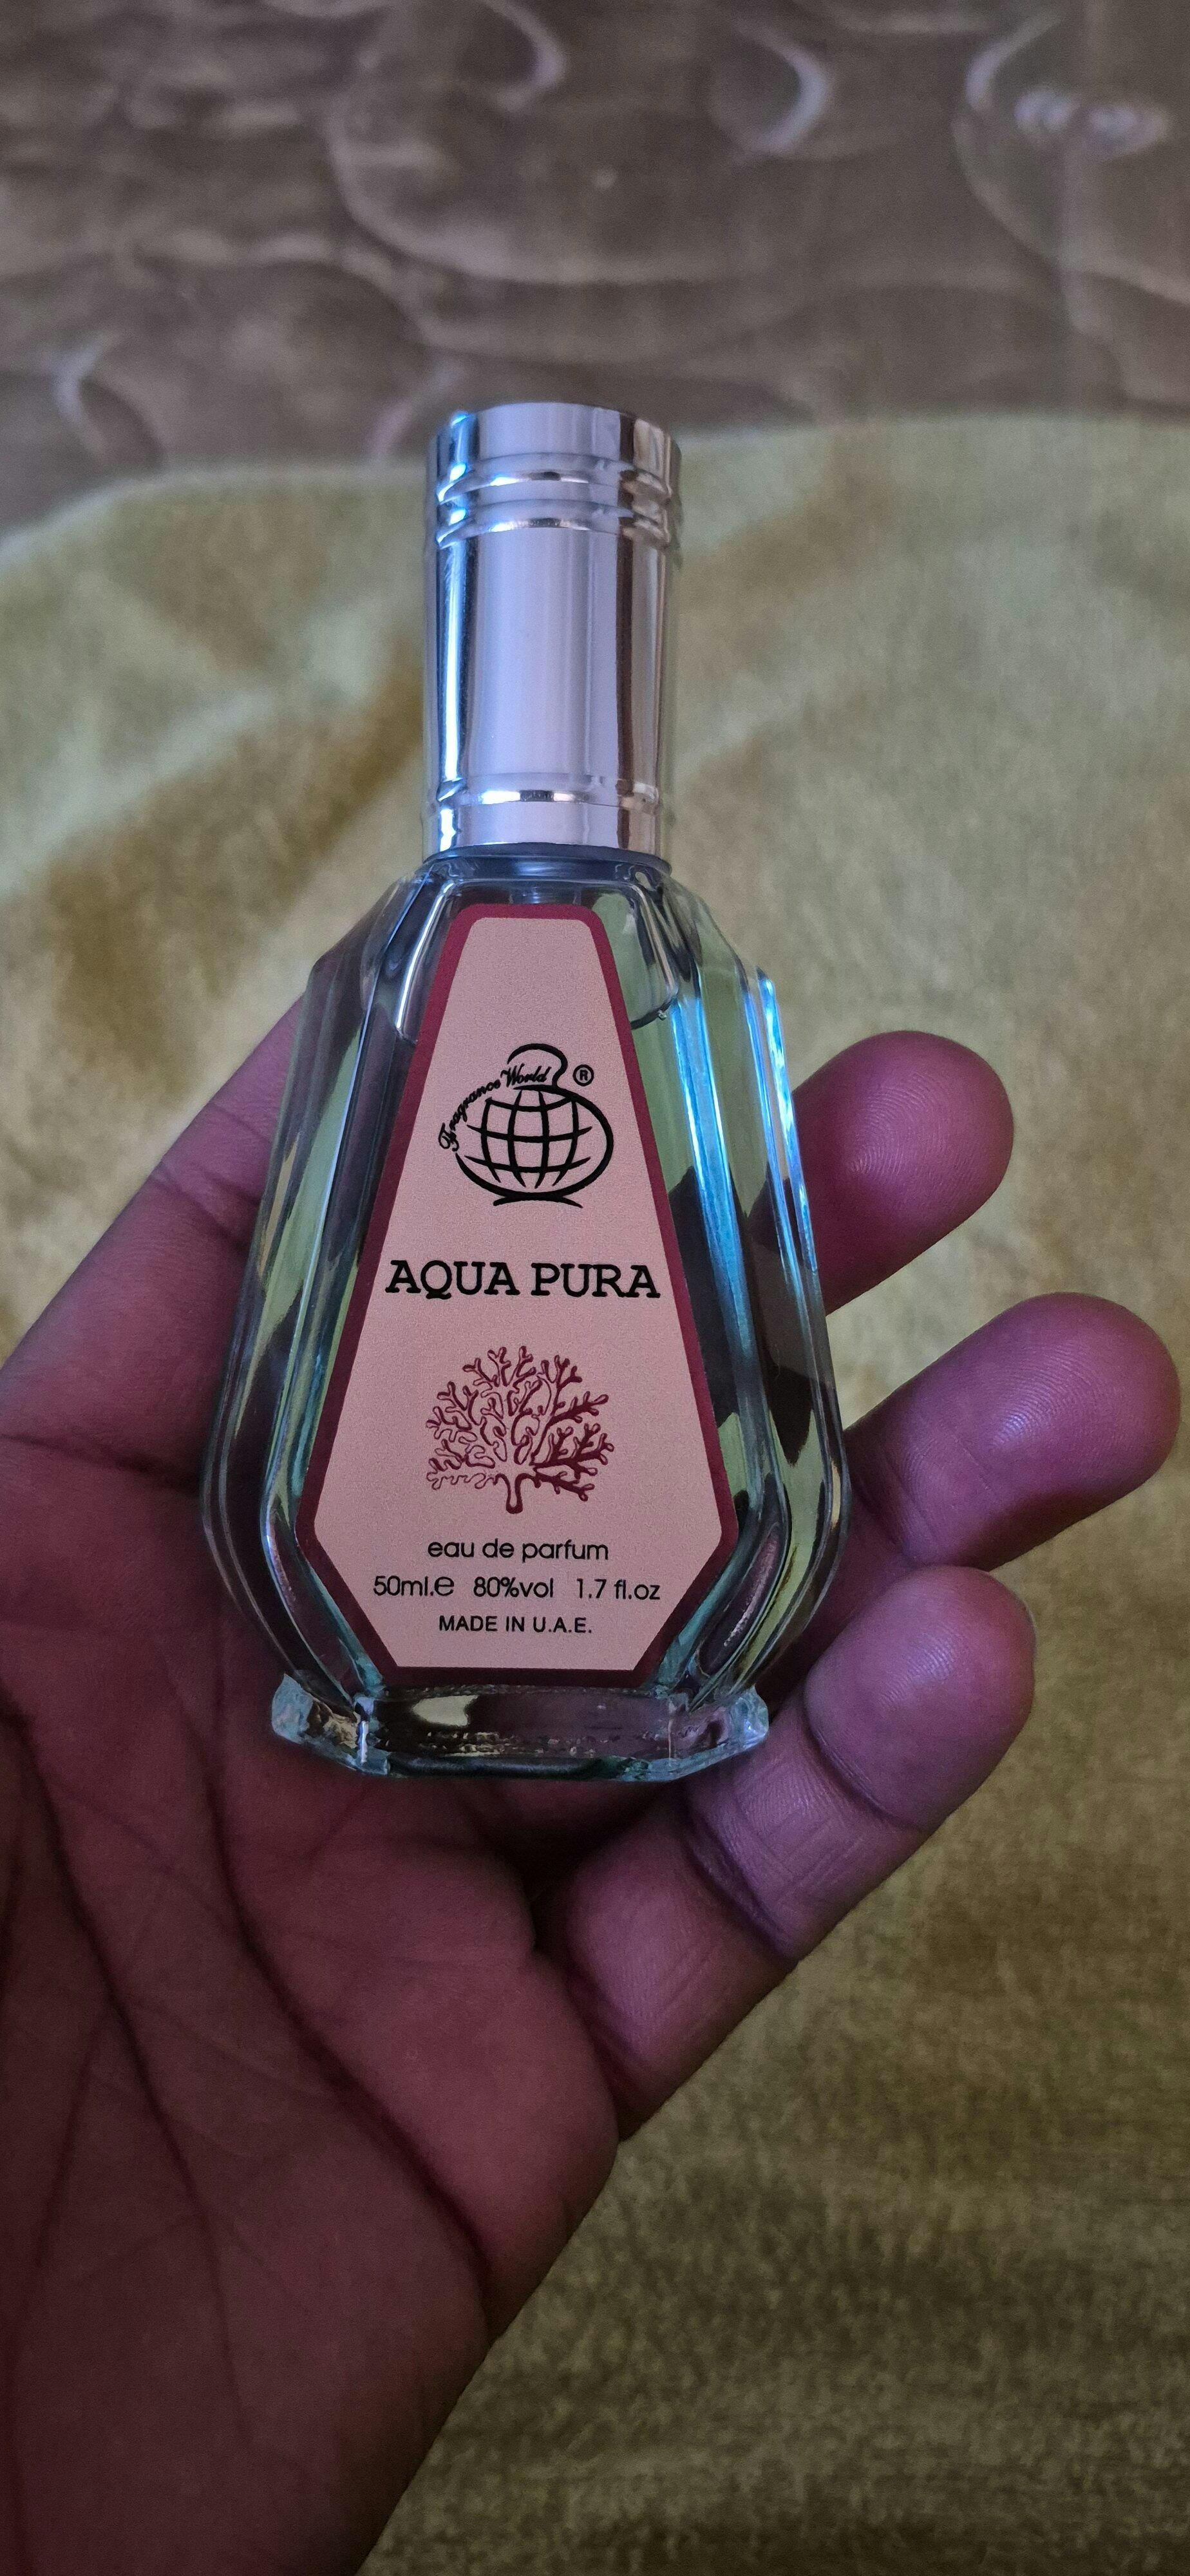 Fragrance World ®
AQUA PURA
eau de parfum
50ml.e 80%vol 1.7 fl.oz
MADE IN U.A.E.